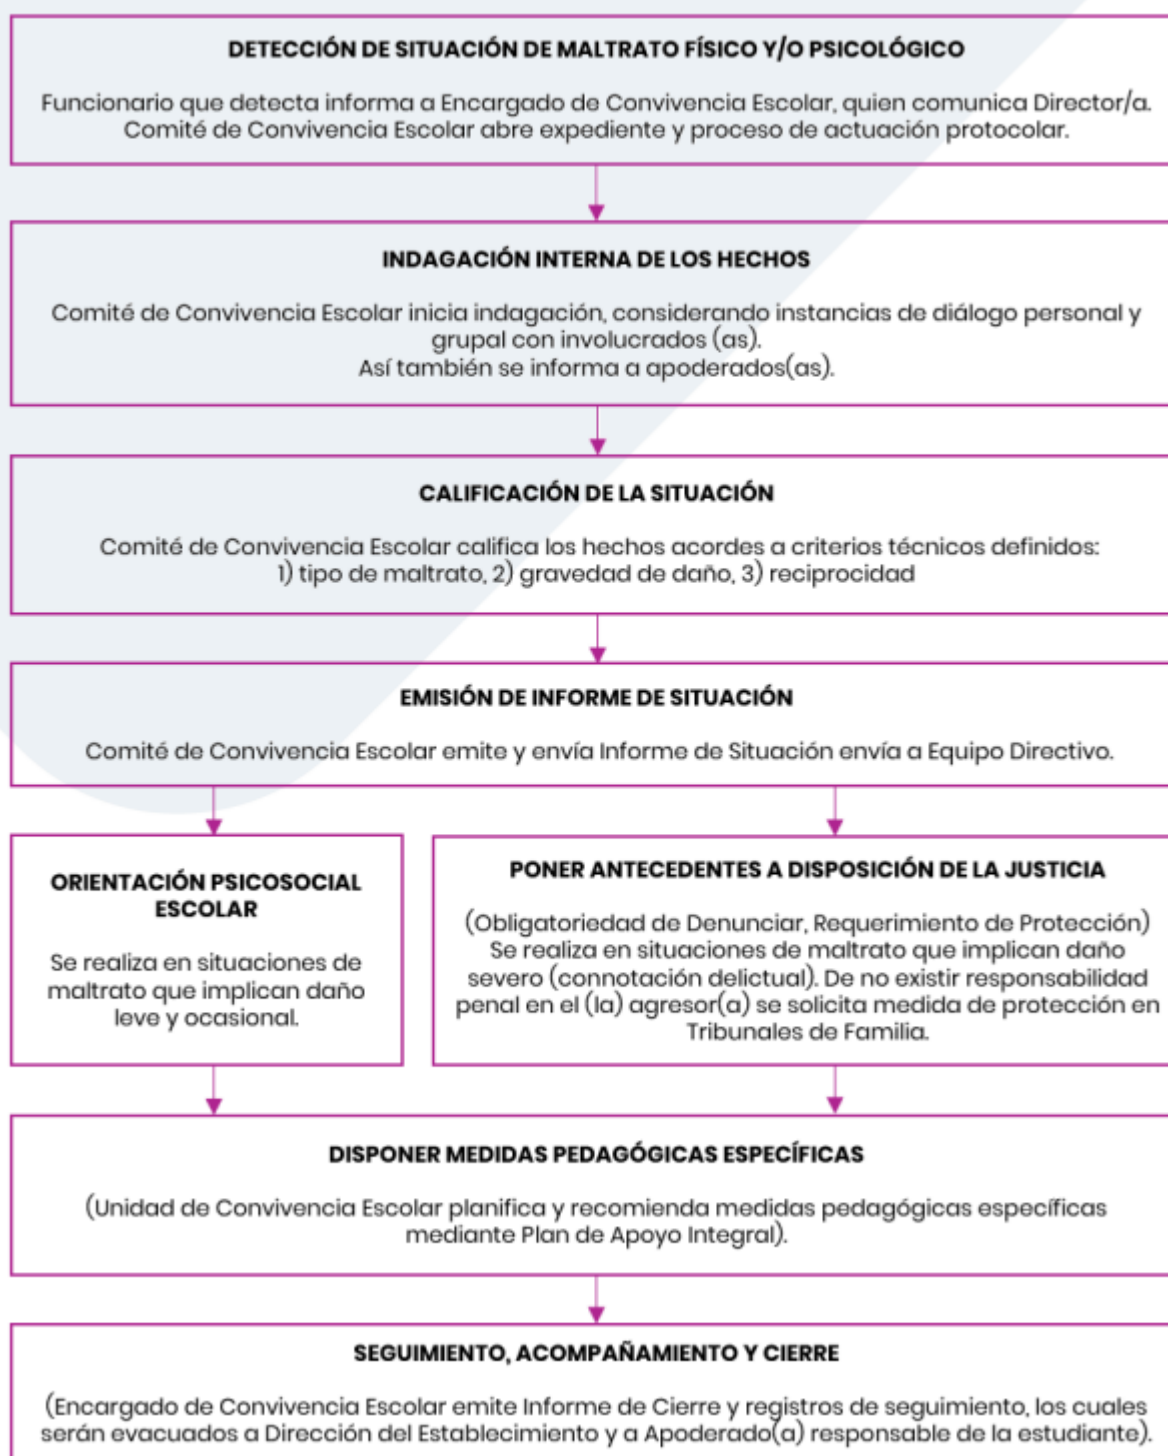 DETECCIÓN DE SITUACIÓN DE MALTRATO FÍSICO Y/O PSICOLÓGICO
Funcionario que detecta informa a Encargado de Convivencia Escolar, quien comunica Director/a.
Comité de Convivencia Escolar abre expediente y proceso de actuación protocolar.
INDAGACIÓN INTERNA DE LOS HECHOS
Comité de Convivencia Escolar inicia indagación, considerando instancias de diálogo personal y
grupal con involucrados (as).
Así también se informa a apoderados(as).
CALIFICACIÓN DE LA SITUACIÓN
Comité de Convivencia Escolar califica los hechos acordes a criterios técnicos definidos:
1) tipo de maltrato, 2) gravedad de daño, 3) reciprocidad
EMISIÓN DE INFORME DE SITUACIÓN
Comité de Convivencia Escolar emite y envía Informe de Situación envía a Equipo Directivo.
ORIENTACIÓN PSICOSOCIAL
ESCOLAR
Se realiza en situaciones de
maltrato que implican daño
leve y ocasional.
PONER ANTECEDENTES A DISPOSICIÓN DE LA JUSTICIA
(Obligatoriedad de Denunciar, Requerimiento de Protección)
Se realiza en situaciones de maltrato que implican daño
severo (connotación delictual). De no existir responsabilidad
penal en el (la) agresor(a) se solicita medida de protección en
Tribunales de Familia.
DISPONER MEDIDAS PEDAGÓGICAS ESPECÍFICAS
(Unidad de Convivencia Escolar planifica y recomienda medidas pedagógicas específicas
mediante Plan de Apoyo Integral).
SEGUIMIENTO, ACOMPAÑAMIENTO Y CIERRE
(Encargado de Convivencia Escolar emite Informe de Cierre y registros de seguimiento, los cuales
serán evacuados a Dirección del Establecimiento y a Apoderado(a) responsable de la estudiante).